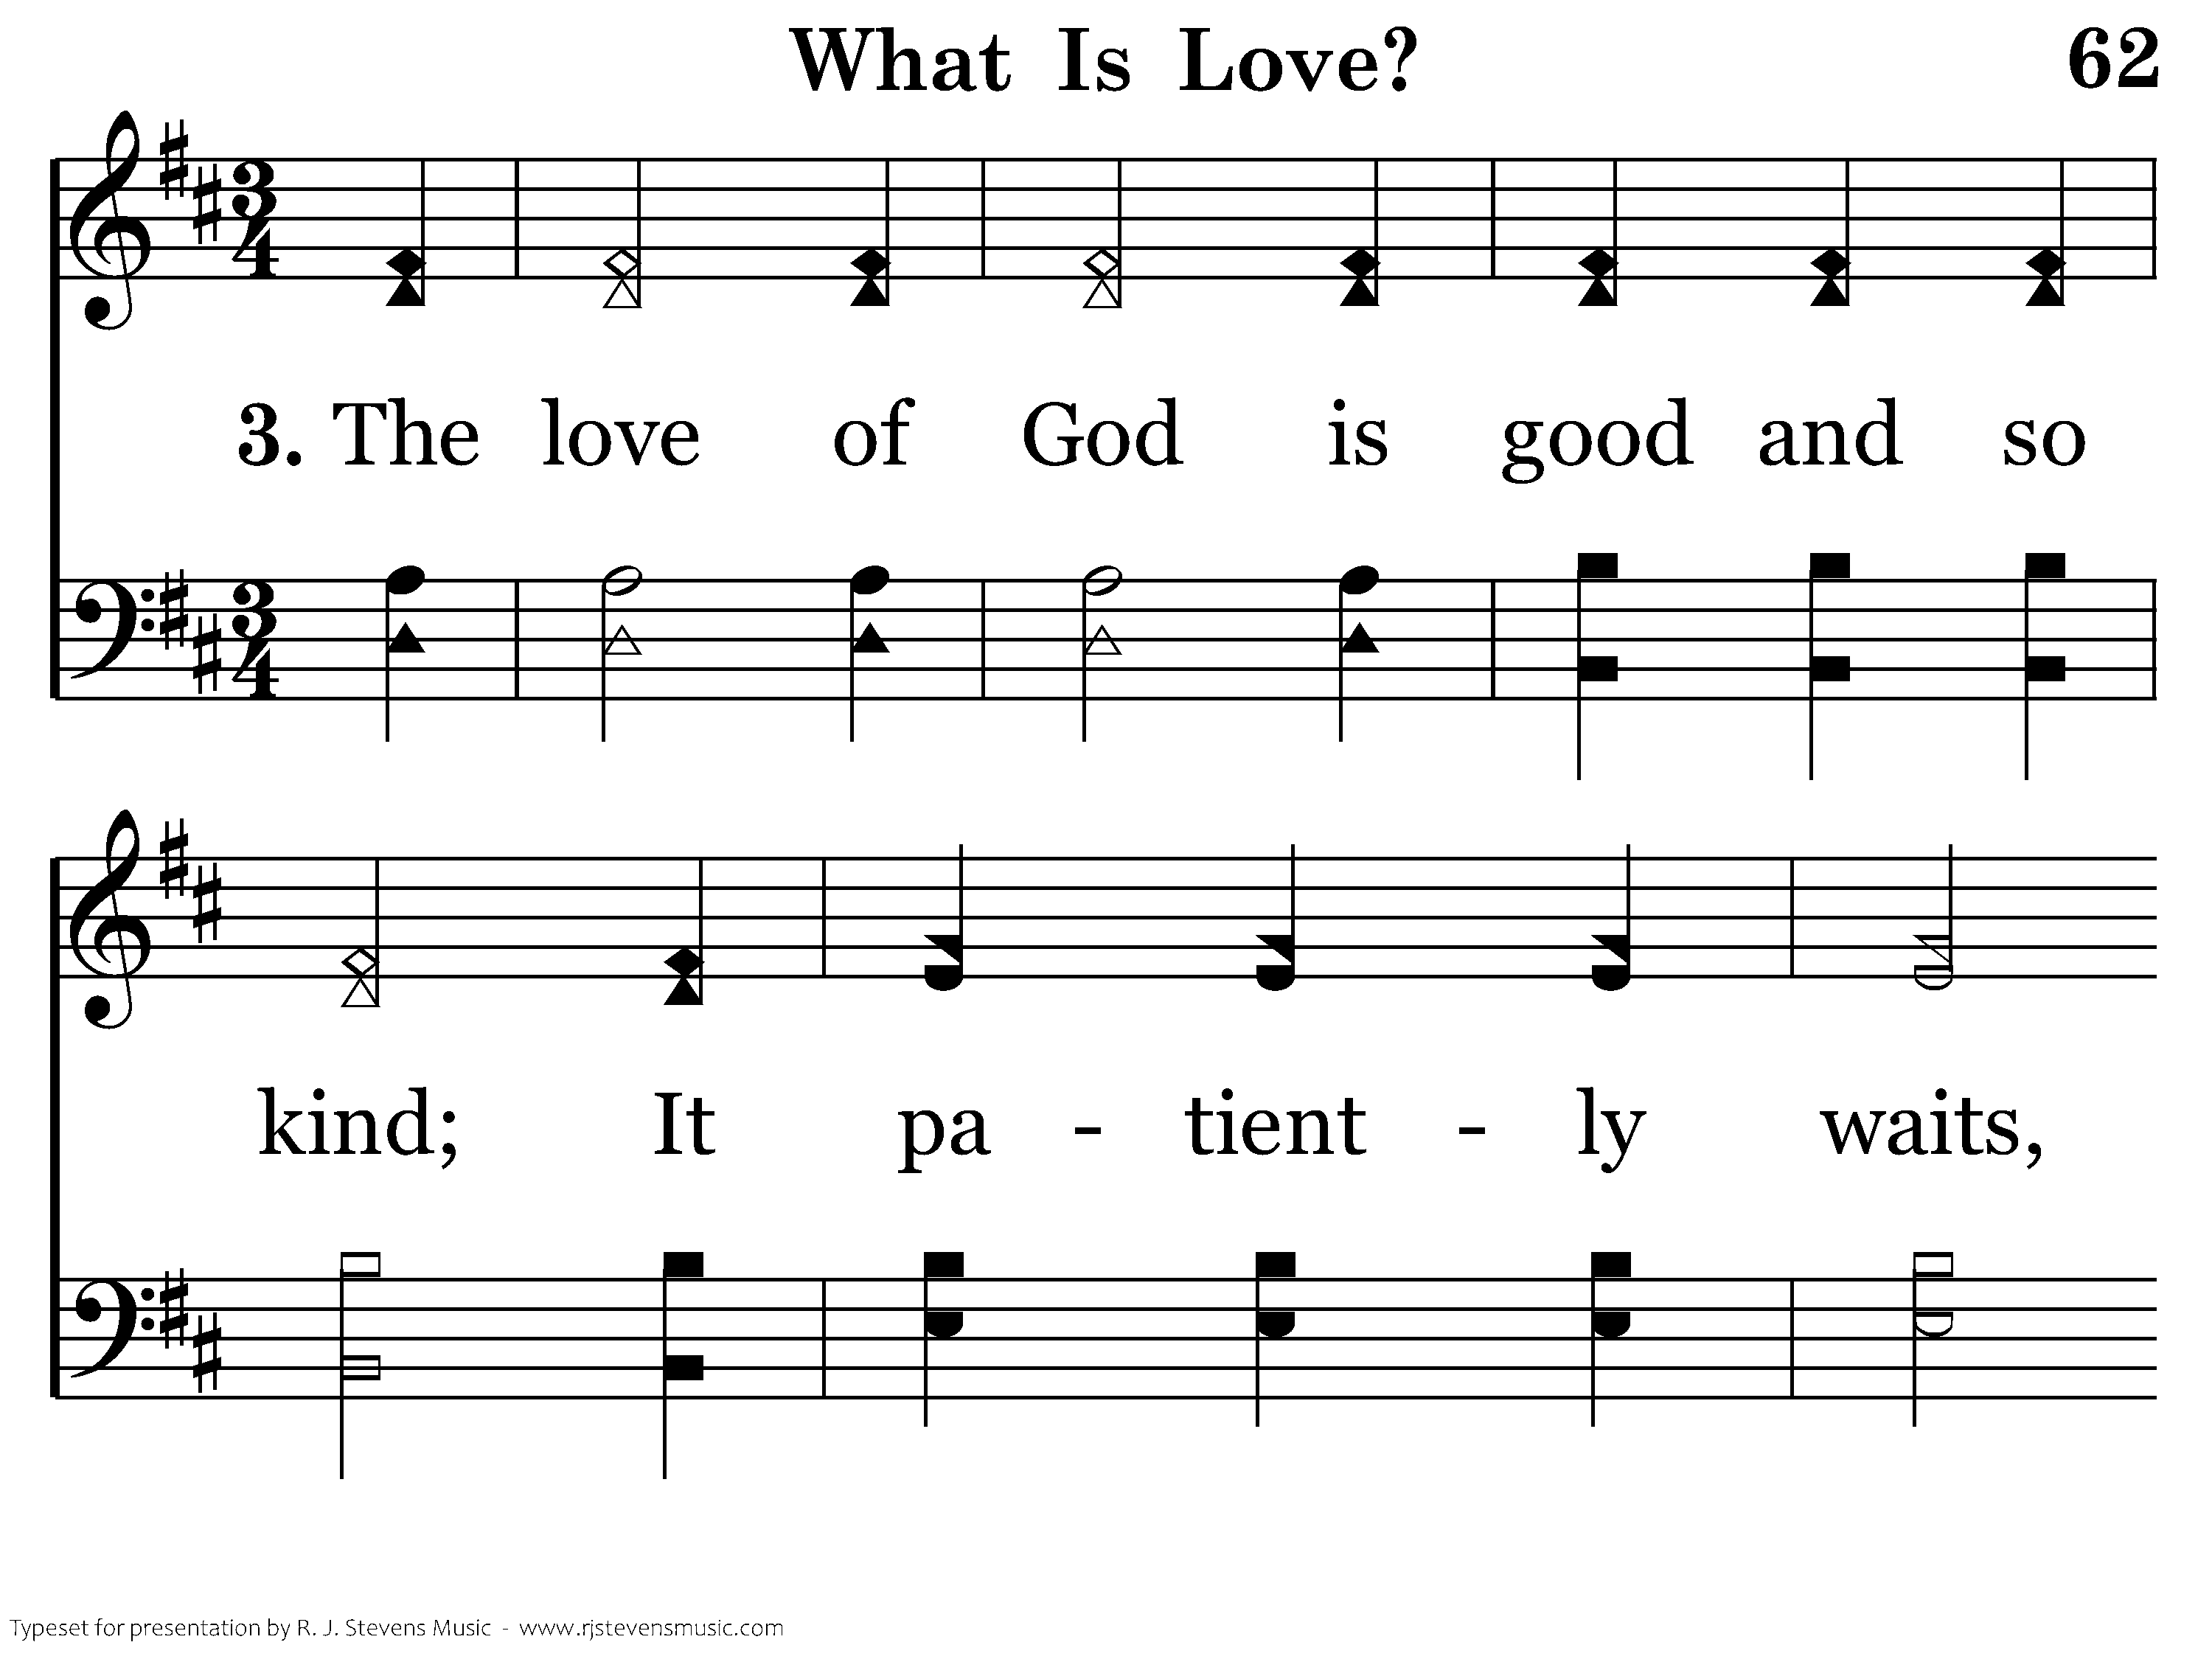 What Is Love? 62
3. The love of God is good and so
kind; It pa - tient - ly waits,
Typeset for presentation by R. J. Stevens Music - www.rjstevensmusic.com